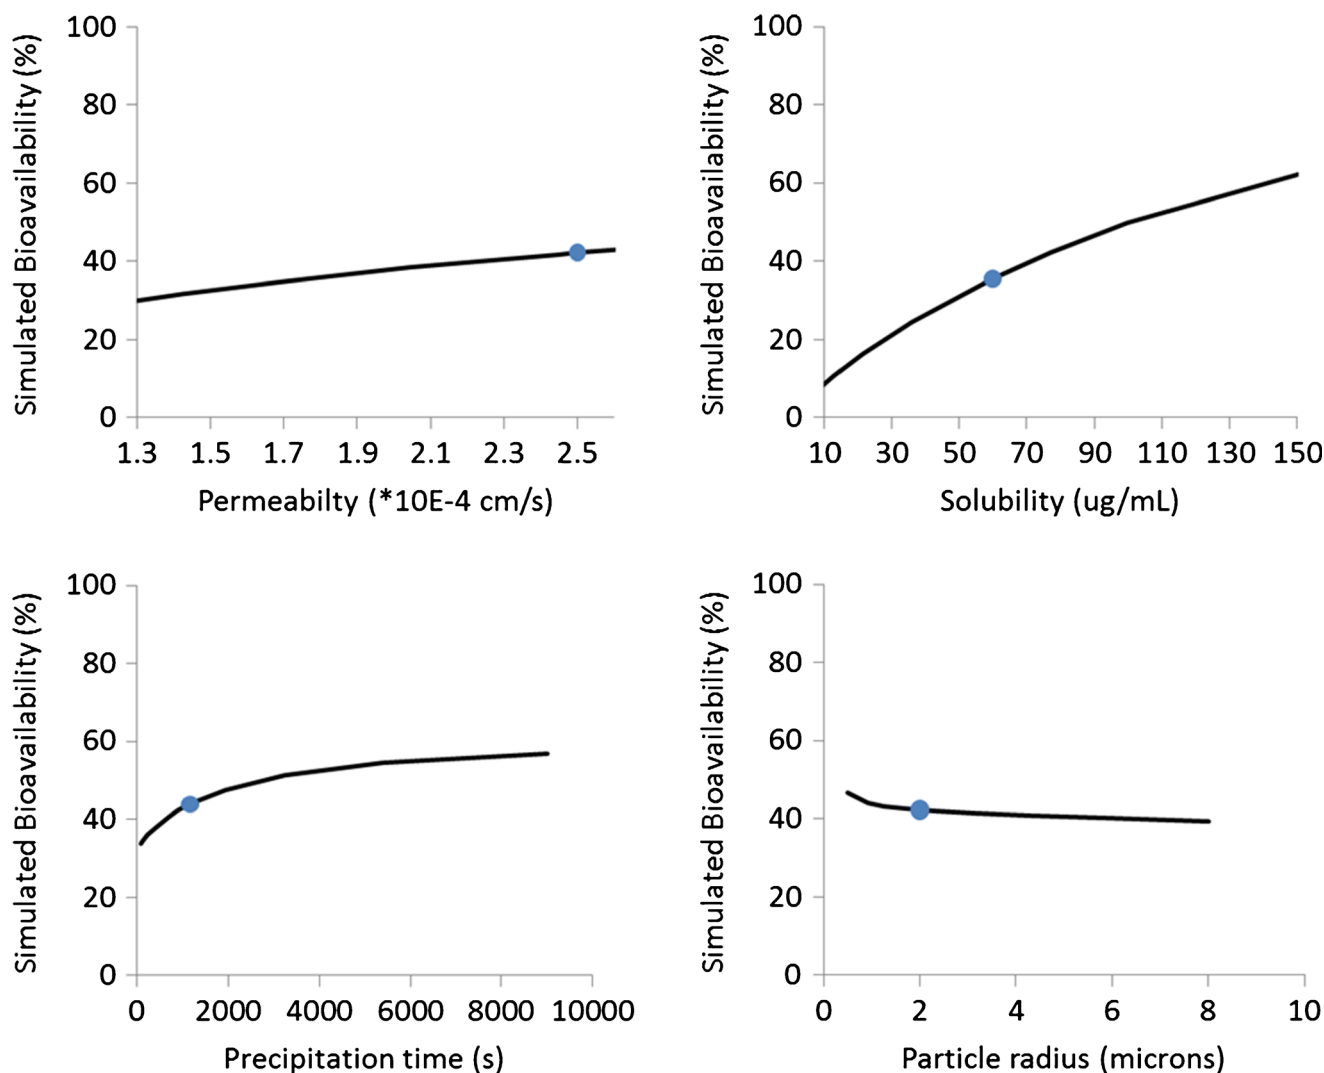 Simulated Bioavailability (%)
100
80
60
40
20
0
1.3 1.5 1.7 1.9 2.1 2.3 2.5
Permeabilty (*10E-4 cm/s)
Simulated Bioavailability (%)
100
80
60
40
20
0
10 30 50 70 90 110 130 150
Solubility (ug/mL)
Simulated Bioavailability (%)
100
80
60
40
20
0
0 2000 4000 6000 8000 10000
Precipitation time (s)
Simulated Bioavailability (%)
100
80
60
40
20
0
0 2 4 6 8 10
Particle radius (microns)